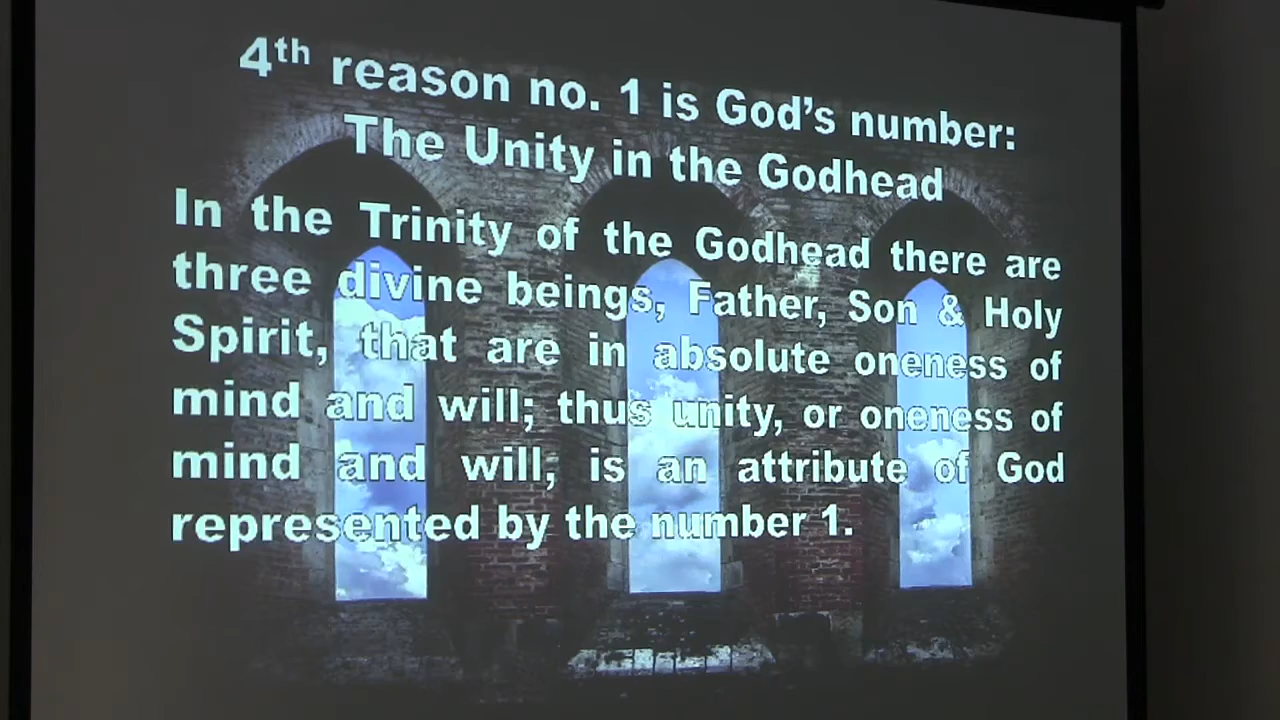 4th reason no. 1 is God's number:
The Unity in the Godhead
In the Trinity of the Godhead there are
three divine beings, Father, Son & Holy
Spirit, that are in absolute oneness of
mind and will; thus unity, or oneness of
mind and will, is an attribute of God
represented by the number 1.